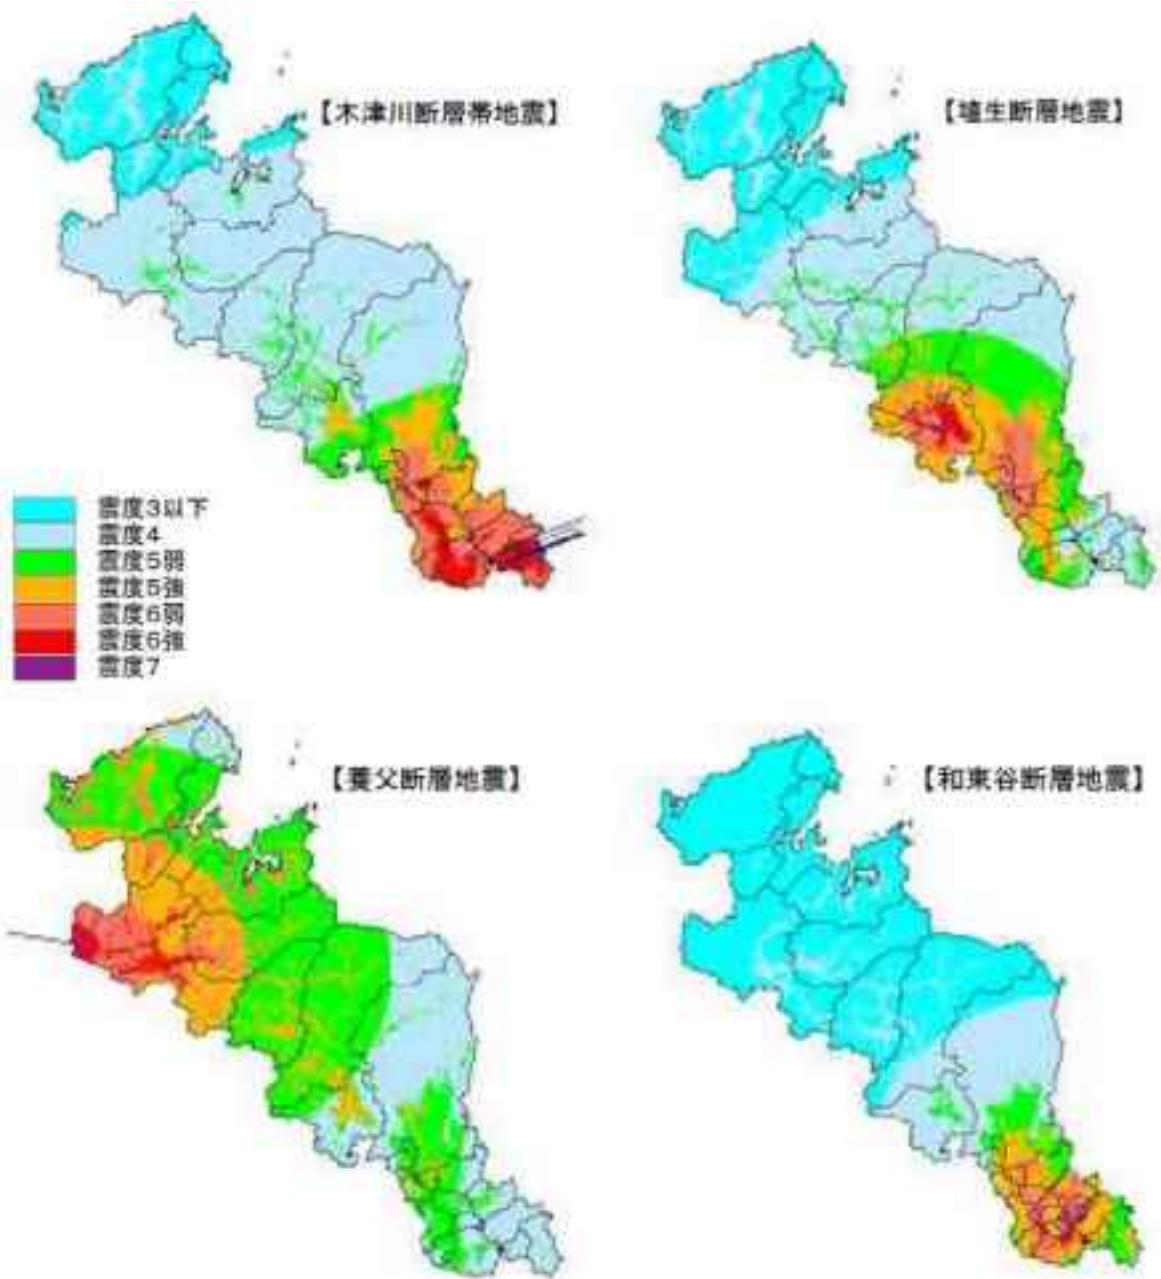 【木津川断層帯地震】
【埴生断層地震】
震度3以下
震度4
震度5弱
震度5強
震度6弱
震度6強
震度7
【養父断層地震】
【和束谷断層地震】